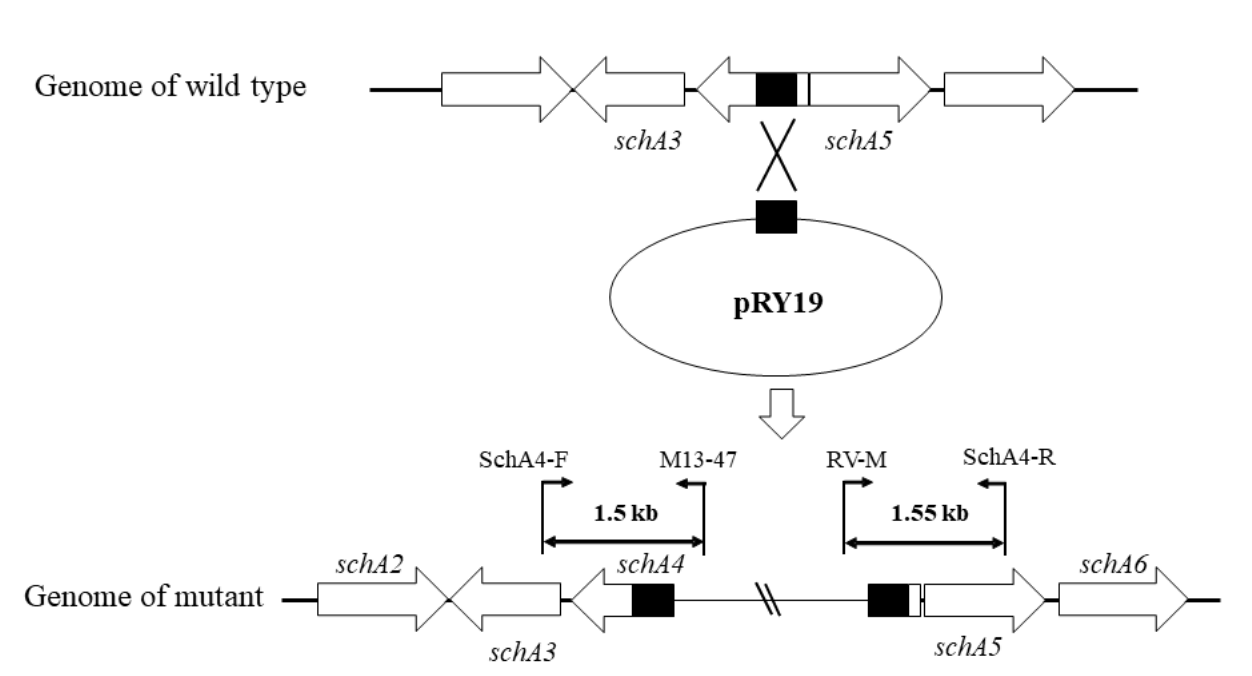 Genome of wild type
schA3
schA5
pRY19
SchA4-F
M13-47
RV-M
SchA4-R
1.5 kb
1.55 kb
schA2
schA4
schA6
Genome of mutant
schA3
schA5